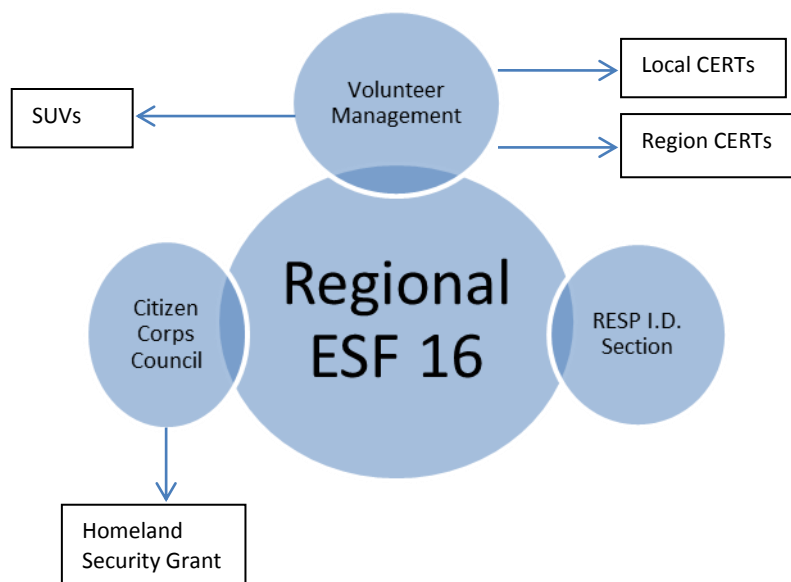 Volunteer
Management
Local CERTs
SUVs
Region CERTs
Regional
ESF 16
Citizen
Corps
Council
RESP I.D.
Section
Homeland
Security Grant